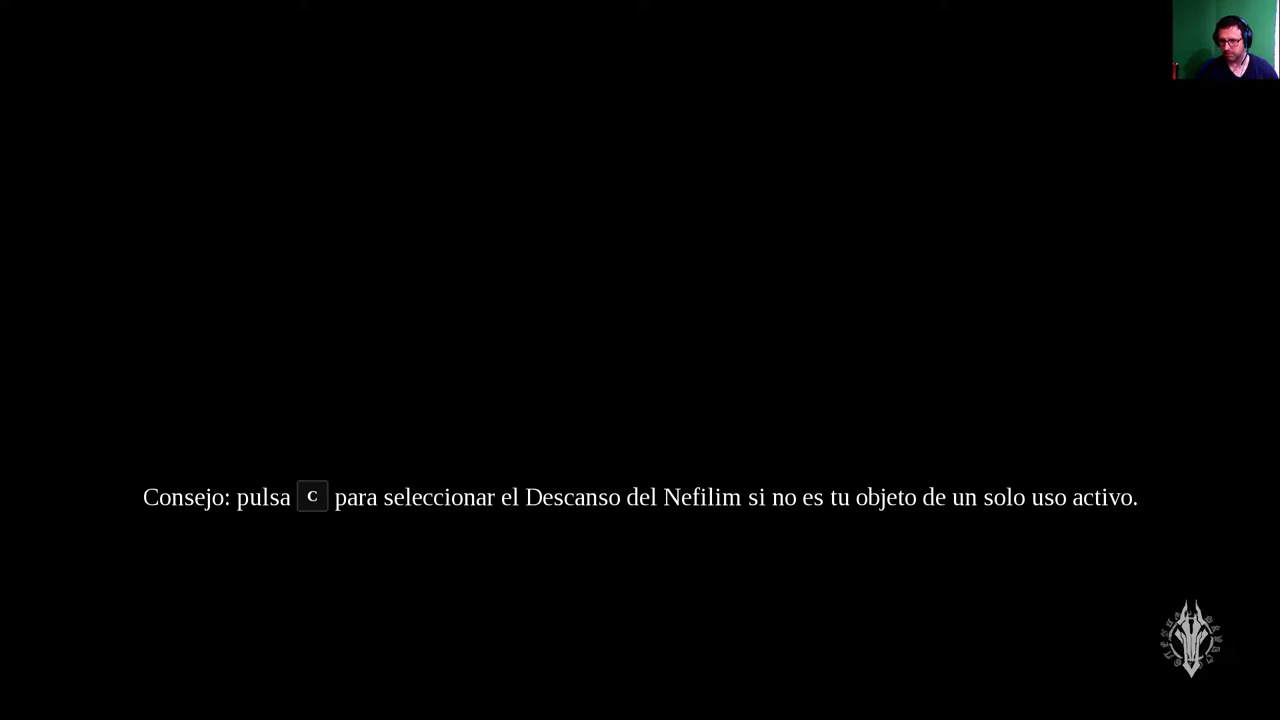 Consejo: pulsa C para seleccionar el Descanso del Nefilim si no es tu objeto de un solo uso activo.